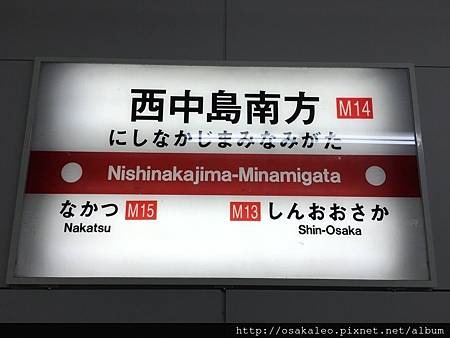 西中島南方 M14
にしなかじまみなみがた
Nishinakajima-Minamigata
なかつ M15 M13 しんおおさか
Nakatsu Shin-Osaka
http://osakaleo.pixnet.net/album